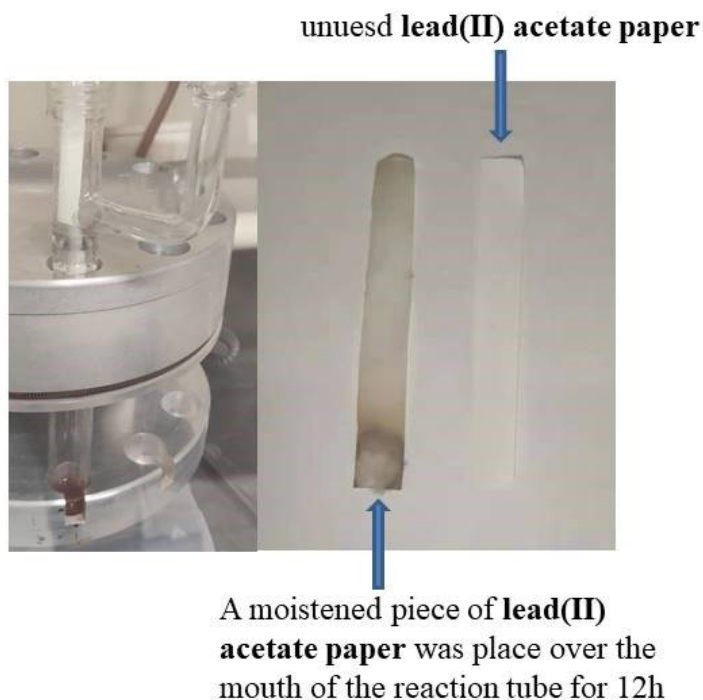 unuesd lead(II) acetate paper
A moistened piece of lead(II)
acetate paper was place over the
mouth of the reaction tube for 12h